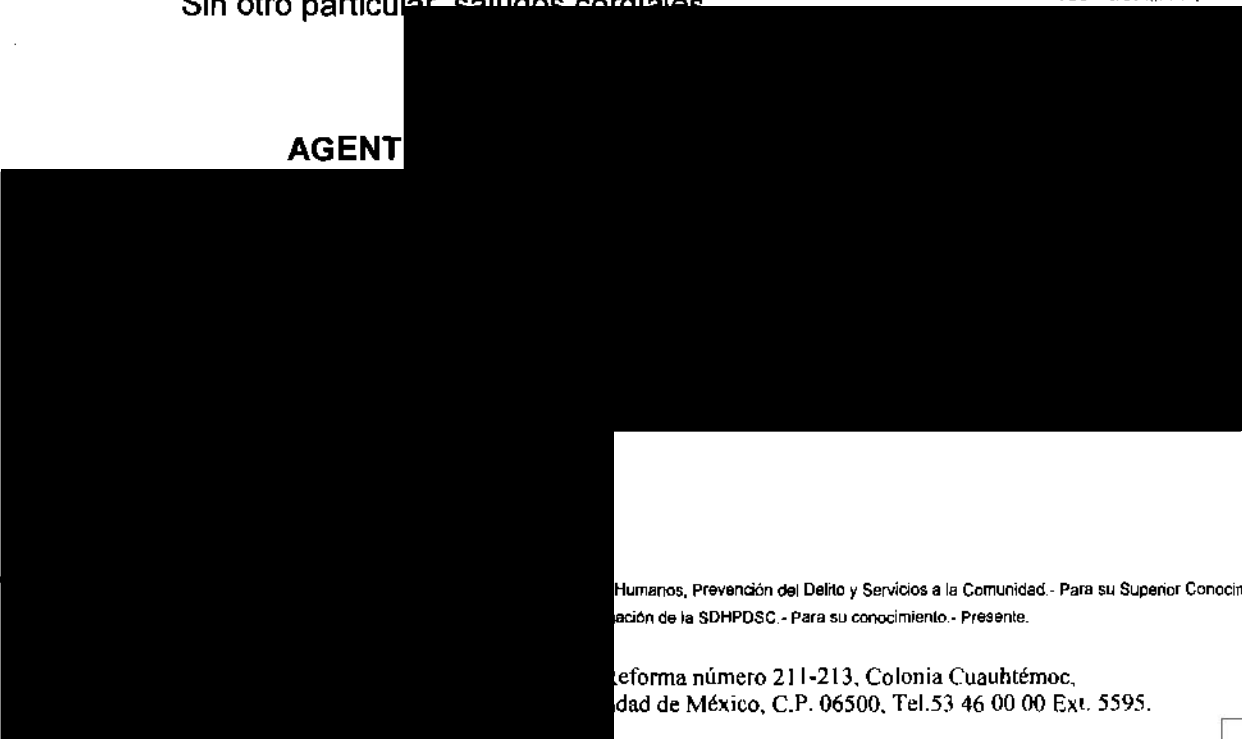 Sin otro particular, saludos cordiales
AGENT
Humanos, Prevención del Delito y Servicios a la Comunidad.- Para su Superior Conocim
ación de la SDHPDSC.- Para su conocimiento.- Presente.
eforma número 211-213, Colonia Cuauhtémoc,
dad de México, C.P. 06500, Tel.53 46 00 00 Ext. 5595.